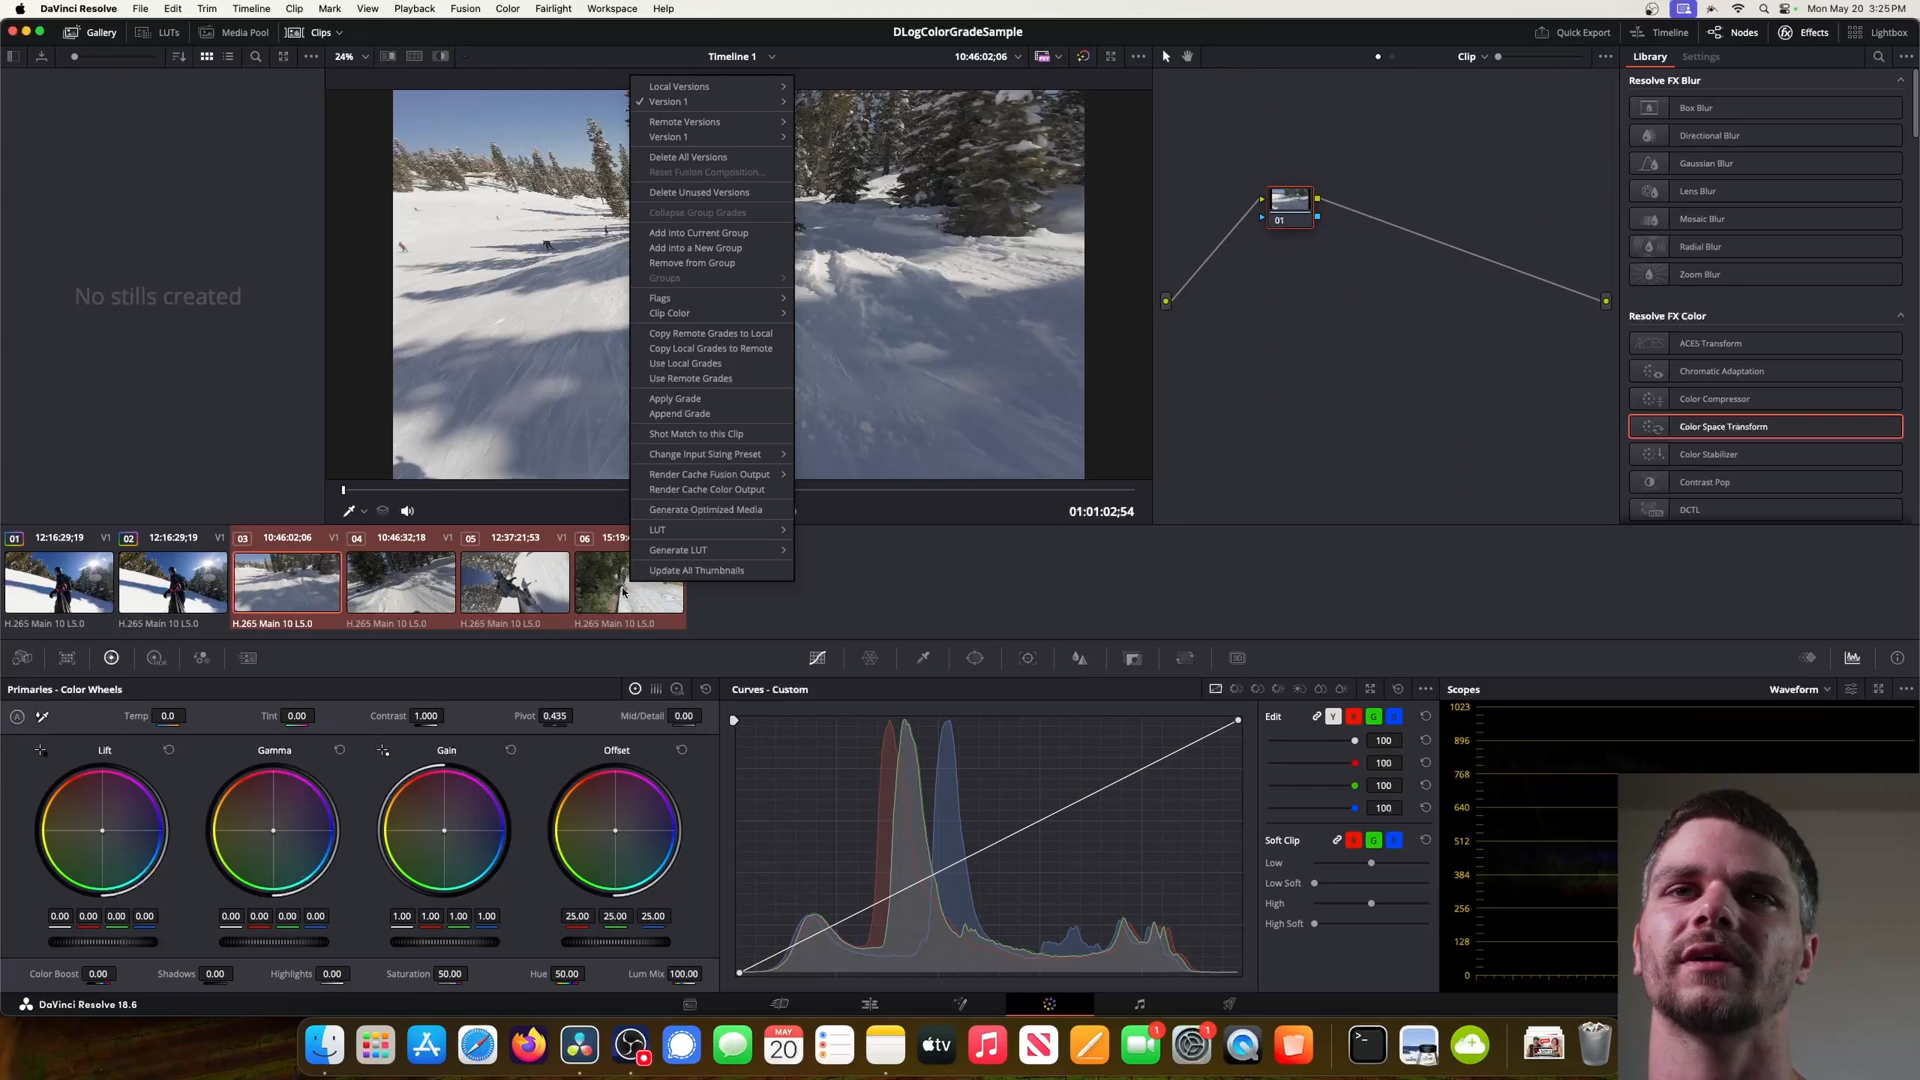 DaVinci Resolve File Edit Trim Timeline Clip Mark View Playback Fusion Color Fairlight Workspace Help Mon May 20 3:25PM
Gallery LUTs Media Pool Clips DLogColorGradeSample Quick Export Timeline Nodes Effects Lightbox
24% Timeline 1 10:46:02;06 Clip Library Settings
Local Versions
Version 1
Remote Versions
Version 1
Delete All Versions
Reset Fusion Composition...
Delete Unused Versions
Collapse Group Grades
Add into Current Group
Add into a New Group
Remove from Group
Groups
Flags
Clip Color
Copy Remote Grades to Local
Copy Local Grades to Remote
Use Local Grades
Use Remote Grades
Apply Grade
Append Grade
Shot Match to this Clip
Change Input Sizing Preset
Render Cache Fusion Output
Render Cache Color Output
Generate Optimized Media
LUT
Generate LUT
Update All Thumbnails
No stills created
01
Resolve FX Blur
Box Blur
Directional Blur
Gaussian Blur
Lens Blur
Mosaic Blur
Radial Blur
Zoom Blur
Resolve FX Color
ACES Transform
Chromatic Adaptation
Color Compressor
Color Space Transform
Color Stabilizer
Contrast Pop
DCTL
01:01:02;54
01 12:16:29;19 V1 02 12:16:29;19 V1 03 10:46:02;06 V1 04 10:46:32;18 V1 05 12:37:21;53 V1 06 15:19:
H.265 Main 10 L5.0 H.265 Main 10 L5.0 H.265 Main 10 L5.0 H.265 Main 10 L5.0 H.265 Main 10 L5.0 H.265 Main 10 L5.0
Primaries - Color Wheels
Temp 0.0 Tint 0.00 Contrast 1.000 Pivot 0.435 Mid/Detail 0.00
Lift Gamma Gain Offset
0.00 0.00 0.00 0.00 0.00 0.00 0.00 0.00 1.00 1.00 1.00 1.00 25.00 25.00 25.00
Color Boost 0.00 Shadows 0.00 Highlights 0.00 Saturation 50.00 Hue 50.00 Lum Mix 100.00
Curves - Custom
Edit Y R G B
100
100
100
100
Soft Clip R G B
Low
Low Soft
High
High Soft
Scopes Waveform
1023
896
768
640
512
384
256
128
0
DaVinci Resolve 18.6
MAY
20
tv
1
1